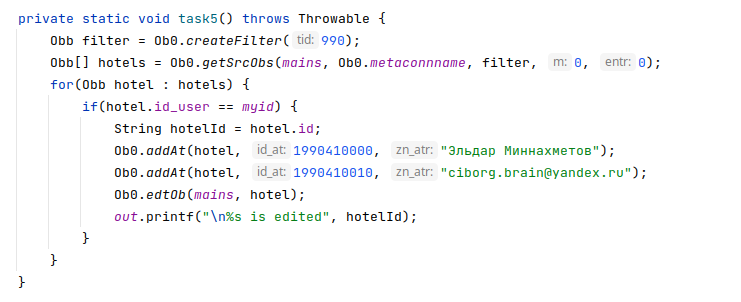 private static void task5() throws Throwable {
    Obb filter = Ob0.createFilter( tid: 990);
    Obb[] hotels = Ob0.getSrcObs(mains, Ob0.metaconnname, filter, m: 0, entr: 0);
    for(Obb hotel : hotels) {
        if(hotel.id_user == myid) {
            String hotelId = hotel.id;
            Ob0.addAt(hotel, id_at: 1990410000, zn_atr: "Эльдар Миннахметов");
            Ob0.addAt(hotel, id_at: 1990410010, zn_atr: "ciborg.brain@yandex.ru");
            Ob0.edtOb(mains, hotel);
            out.printf("\n%s is edited", hotelId);
        }
    }
}